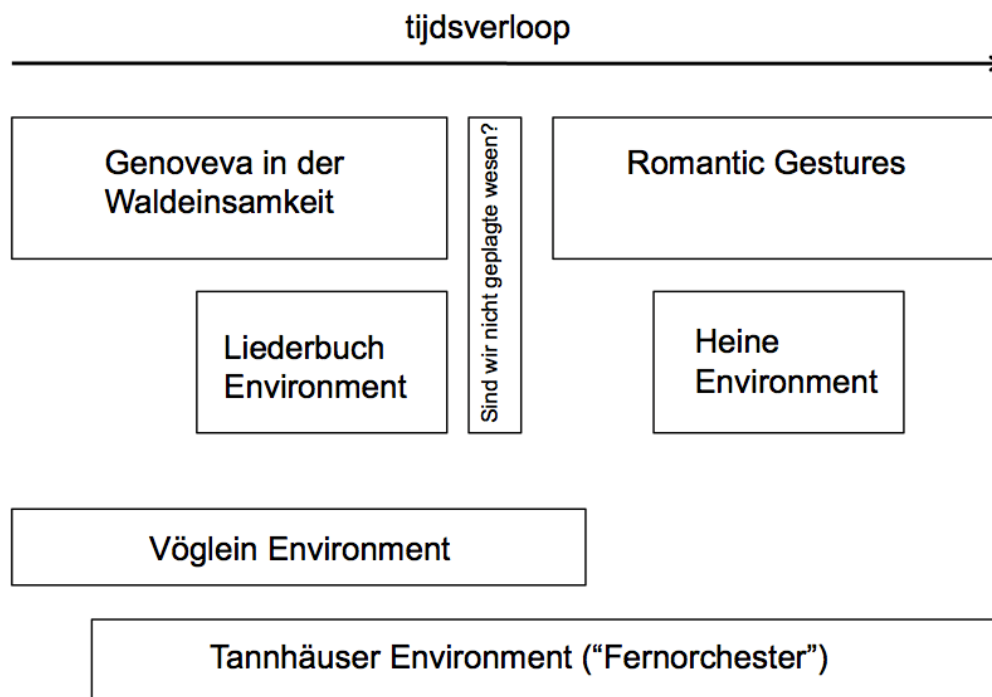 tijdsverloop
Genoveva in der
Waldeinsamkeit
Sind wir nicht geplagte wesen?
Romantic Gestures
Liederbuch
Environment
Heine
Environment
Vöglein Environment
Tannhäuser Environment (“Fernorchester”)